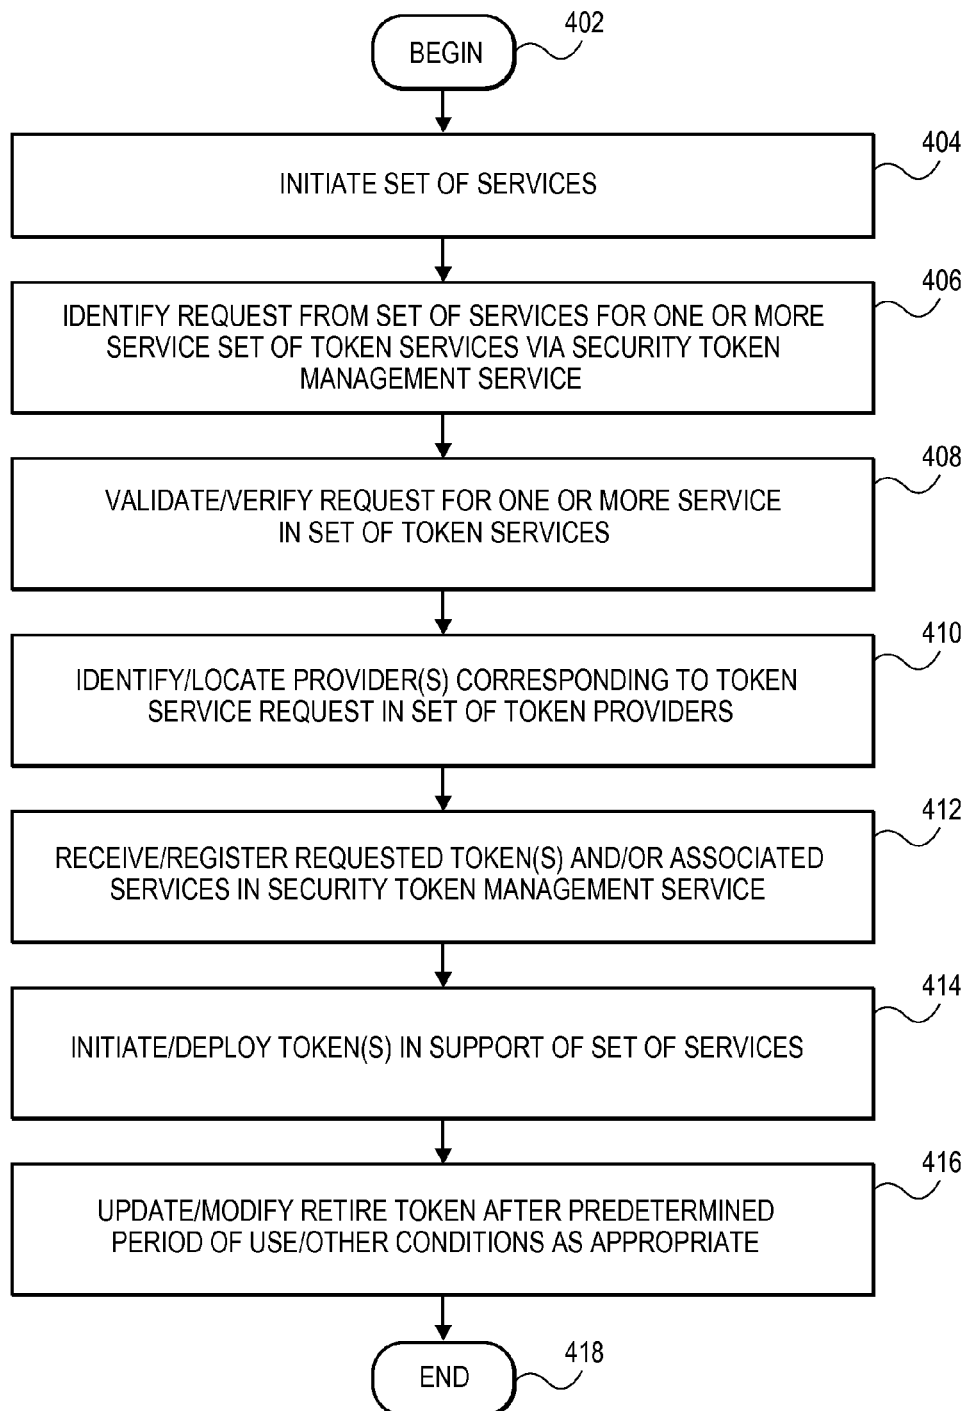 402
BEGIN
404
INITIATE SET OF SERVICES
406
IDENTIFY REQUEST FROM SET OF SERVICES FOR ONE OR MORE
SERVICE SET OF TOKEN SERVICES VIA SECURITY TOKEN
MANAGEMENT SERVICE
408
VALIDATE/VERIFY REQUEST FOR ONE OR MORE SERVICE
IN SET OF TOKEN SERVICES
410
IDENTIFY/LOCATE PROVIDER(S) CORRESPONDING TO TOKEN
SERVICE REQUEST IN SET OF TOKEN PROVIDERS
412
RECEIVE/REGISTER REQUESTED TOKEN(S) AND/OR ASSOCIATED
SERVICES IN SECURITY TOKEN MANAGEMENT SERVICE
414
INITIATE/DEPLOY TOKEN(S) IN SUPPORT OF SET OF SERVICES
416
UPDATE/MODIFY RETIRE TOKEN AFTER PREDETERMINED
PERIOD OF USE/OTHER CONDITIONS AS APPROPRIATE
418
END